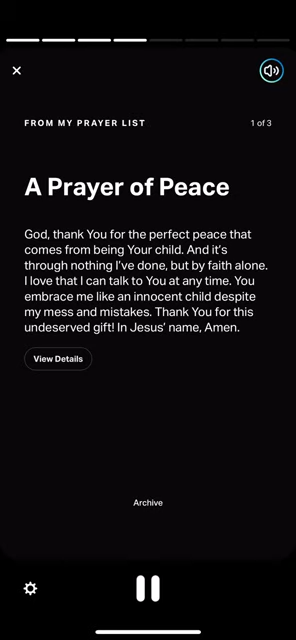 FROM MY PRAYER LIST
1 of 3
A Prayer of Peace
God, thank You for the perfect peace that
comes from being Your child. And it's
through nothing I've done, but by faith alone.
I love that I can talk to You at any time. You
embrace me like an innocent child despite
my mess and mistakes. Thank You for this
undeserved gift! In Jesus' name, Amen.
View Details
Archive